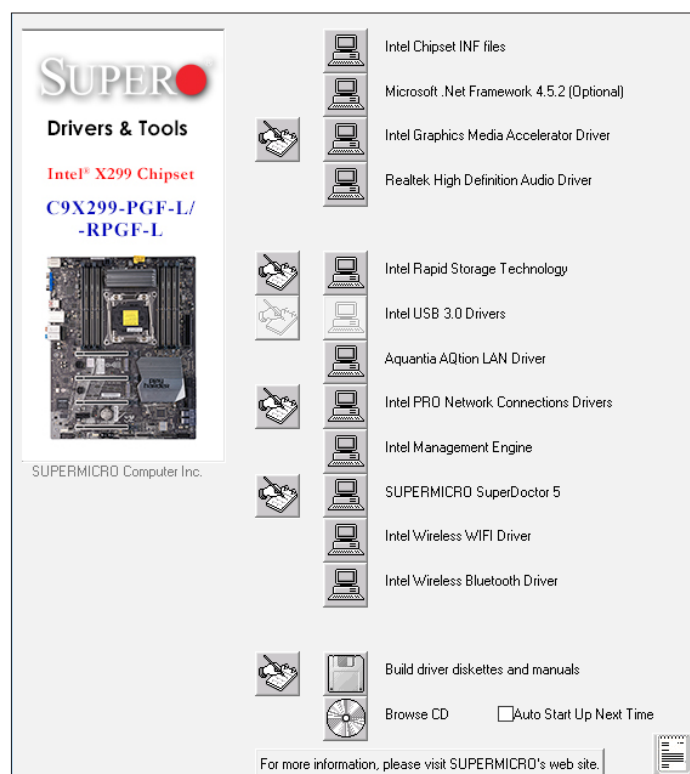 SUPER
Drivers & Tools
Intel® X299 Chipset
C9X299-PGF-L/
-RPGF-L
PLAY
HARDER
SUPERMICRO Computer Inc.
Intel Chipset INF files
Microsoft .Net Framework 4.5.2 (Optional)
Intel Graphics Media Accelerator Driver
Realtek High Definition Audio Driver
Intel Rapid Storage Technology
Intel USB 3.0 Drivers
Aquantia AQtion LAN Driver
Intel PRO Network Connections Drivers
Intel Management Engine
SUPERMICRO SuperDoctor 5
Intel Wireless WIFI Driver
Intel Wireless Bluetooth Driver
Build driver diskettes and manuals
Browse CD
Auto Start Up Next Time
For more information, please visit SUPERMICRO's web site.